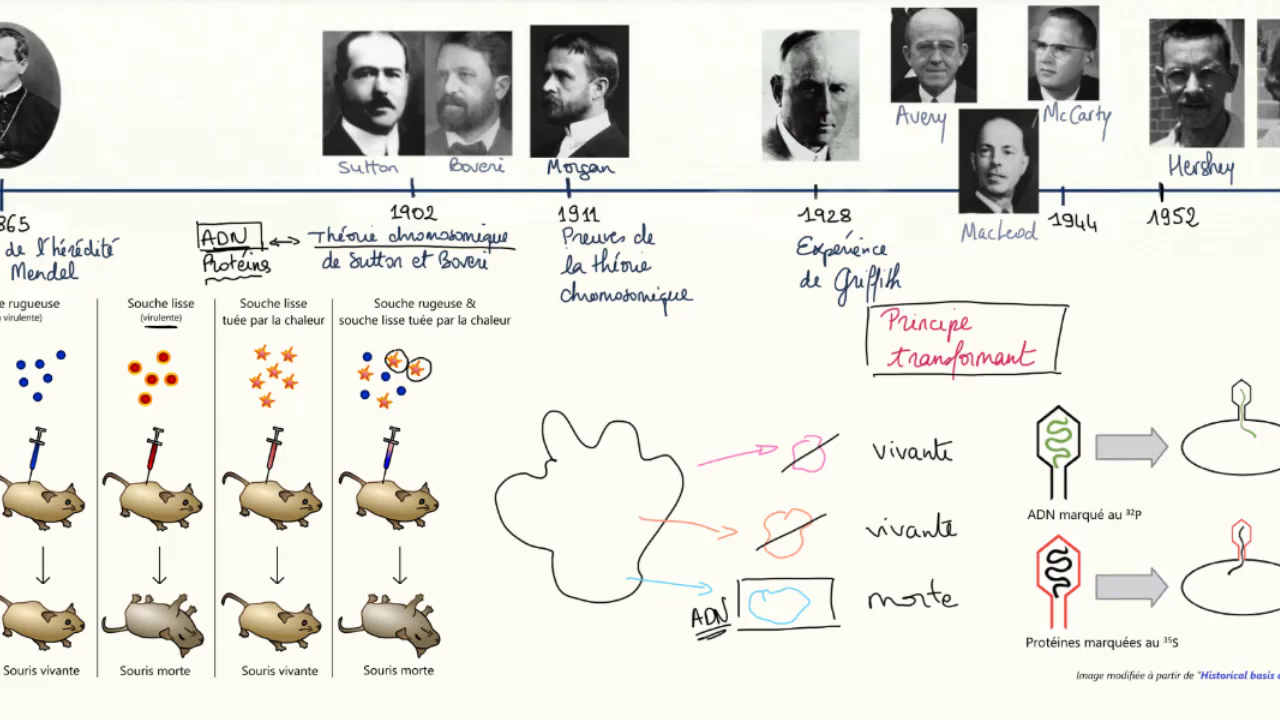 Sutton
Boveri
Morgan
Avery
McCarty
MacLeod
Hershey
865
1902
1911
1928
1944
1952
de l'hérédité
Mendel
ADN
Protéines
Théorie chromosomique
de Sutton et Boveri
Preuves de
la théorie
chromosomique
Expérience
de Griffith
Principe
transformant
e rugueuse
virulente)
Souche lisse
(virulente)
Souche lisse
tuée par la chaleur
Souche rugeuse &
souche lisse tuée par la chaleur
Souris vivante
Souris morte
Souris vivante
Souris morte
vivante
vivante
morte
ADN
ADN marqué au ³²P
Protéines marquées au ³⁵S
Image modifiée à partir de "Historical basis